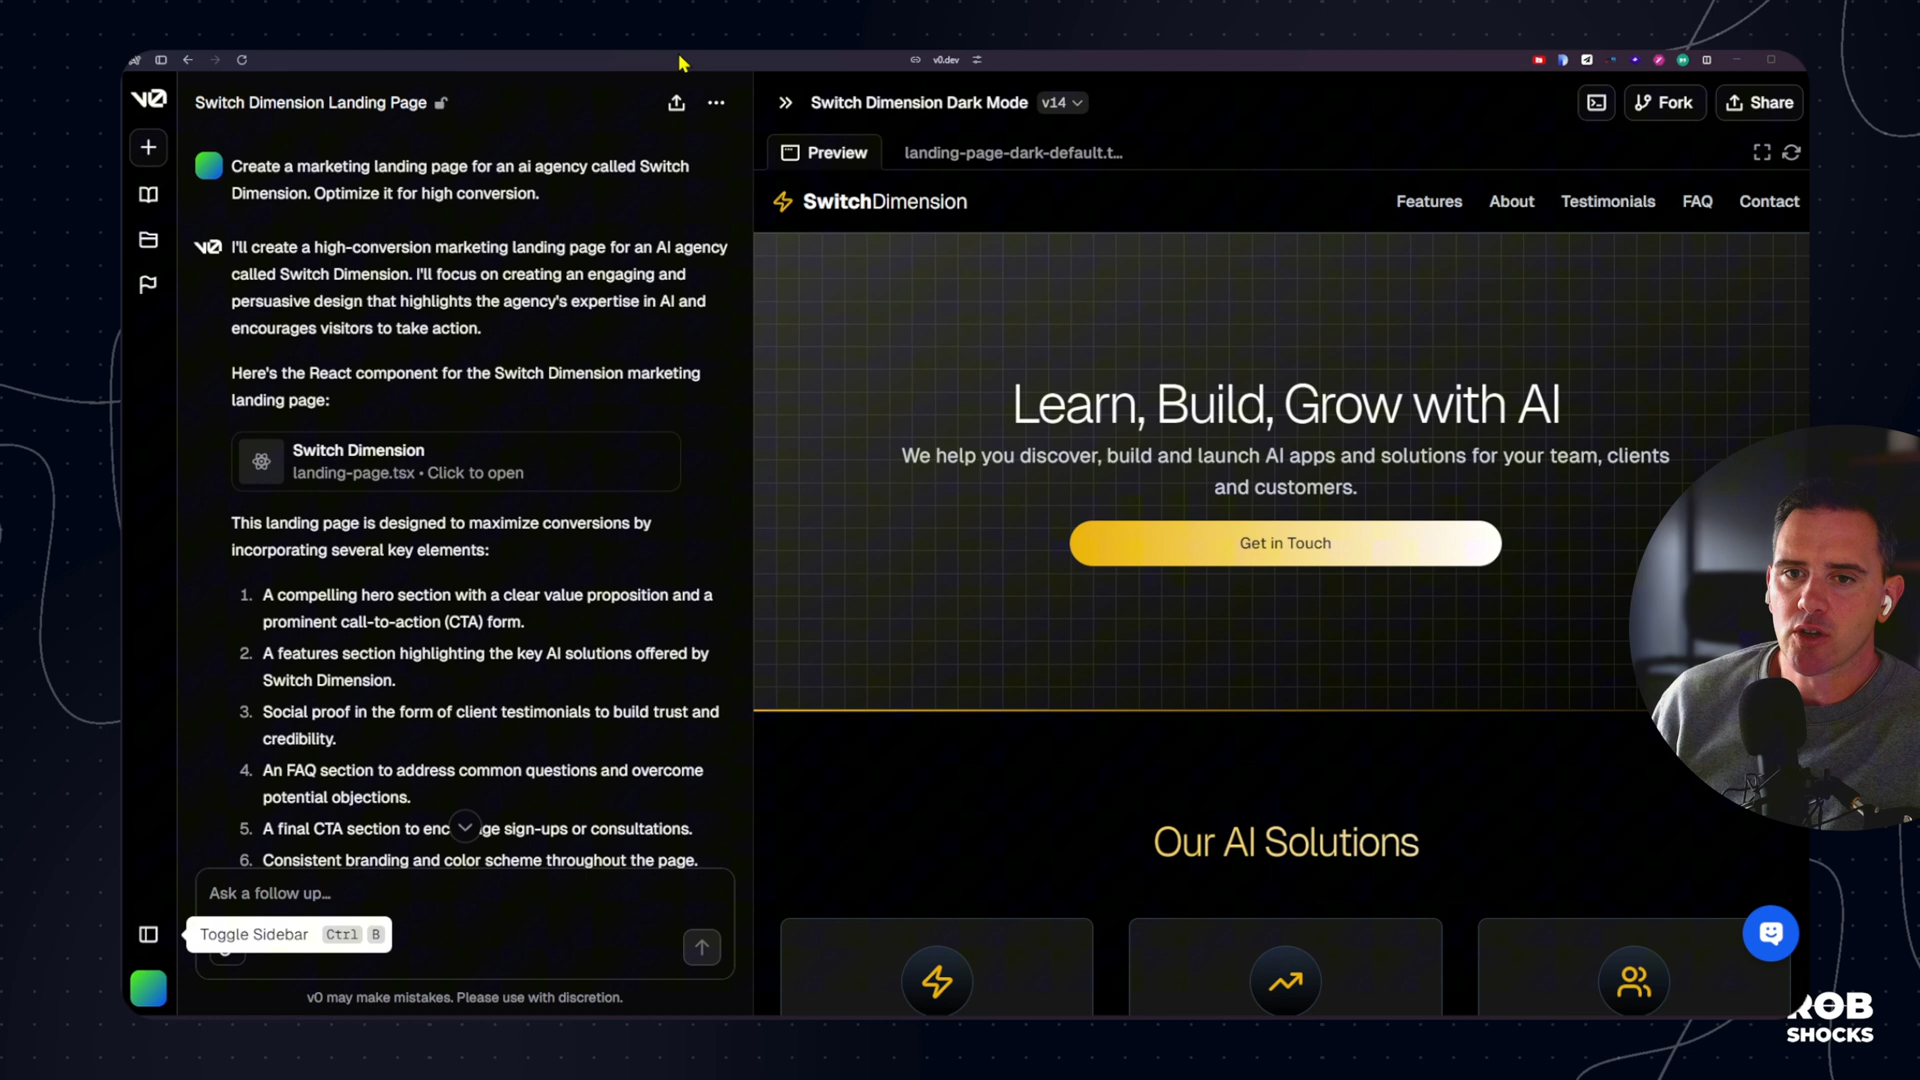 v0.dev
v0
Switch Dimension Landing Page
Create a marketing landing page for an ai agency called Switch
Dimension. Optimize it for high conversion.
v0
I'll create a high-conversion marketing landing page for an AI agency
called Switch Dimension. I'll focus on creating an engaging and
persuasive design that highlights the agency's expertise in AI and
encourages visitors to take action.
Here's the React component for the Switch Dimension marketing
landing page:
Switch Dimension
landing-page.tsx • Click to open
This landing page is designed to maximize conversions by
incorporating several key elements:
1. A compelling hero section with a clear value proposition and a
prominent call-to-action (CTA) form.
2. A features section highlighting the key AI solutions offered by
Switch Dimension.
3. Social proof in the form of client testimonials to build trust and
credibility.
4. An FAQ section to address common questions and overcome
potential objections.
5. A final CTA section to enc ge sign-ups or consultations.
6. Consistent branding and color scheme throughout the page.
Ask a follow up...
Toggle Sidebar Ctrl B
v0 may make mistakes. Please use with discretion.
Switch Dimension Dark Mode v14
Fork
Share
Preview
landing-page-dark-default.t...
SwitchDimension
Features About Testimonials FAQ Contact
Learn, Build, Grow with AI
We help you discover, build and launch AI apps and solutions for your team, clients
and customers.
Get in Touch
Our AI Solutions
ROB
SHOCKS